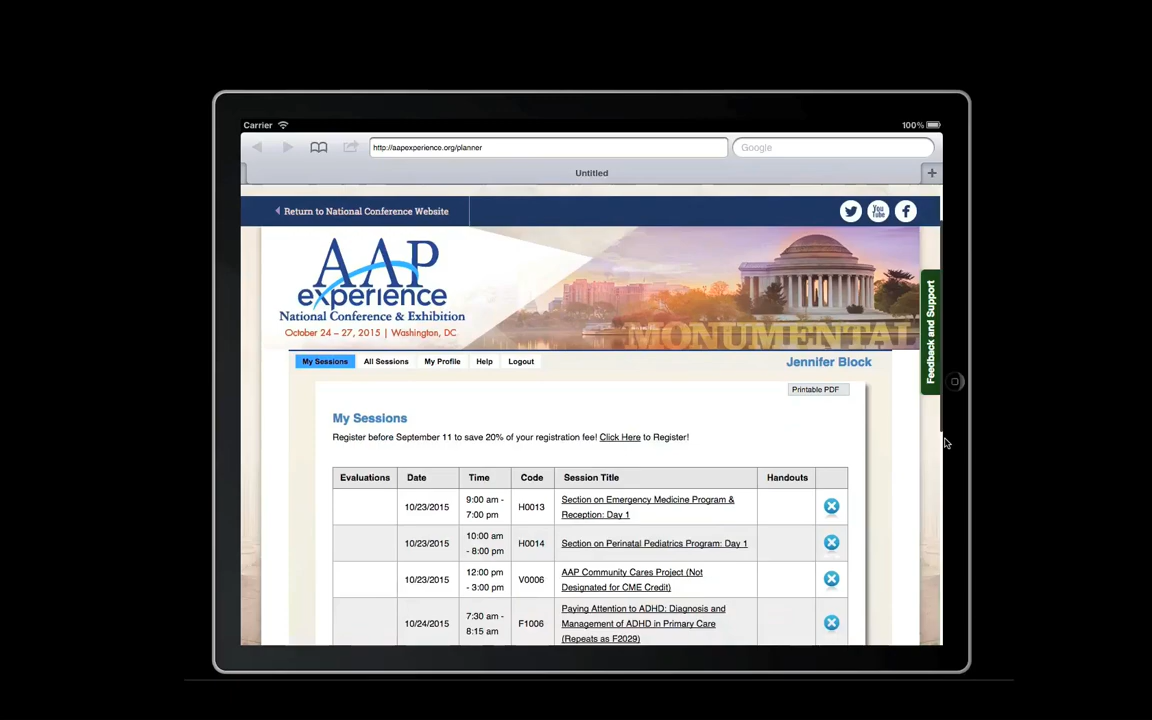 Carrier
100%
http://aapexperience.org/planner
Google
Untitled
Return to National Conference Website
You
Tube
AAP
experience
National Conference & Exhibition
October 24 – 27, 2015 | Washington, DC
MONUMENTAL
Feedback and Support
My Sessions
All Sessions
My Profile
Help
Logout
Jennifer Block
Printable PDF
My Sessions
Register before September 11 to save 20% of your registration fee! Click Here to Register!
Evaluations Date Time Code Session Title Handouts
10/23/2015
9:00 am -
7:00 pm
H0013
Section on Emergency Medicine Program &
Reception: Day 1
10/23/2015
10:00 am
- 8:00 pm
H0014
Section on Perinatal Pediatrics Program: Day 1
10/23/2015
12:00 pm
- 3:00 pm
V0006
AAP Community Cares Project (Not
Designated for CME Credit)
10/24/2015
7:30 am -
8:15 am
F1006
Paying Attention to ADHD: Diagnosis and
Management of ADHD in Primary Care
(Repeats as F2029)